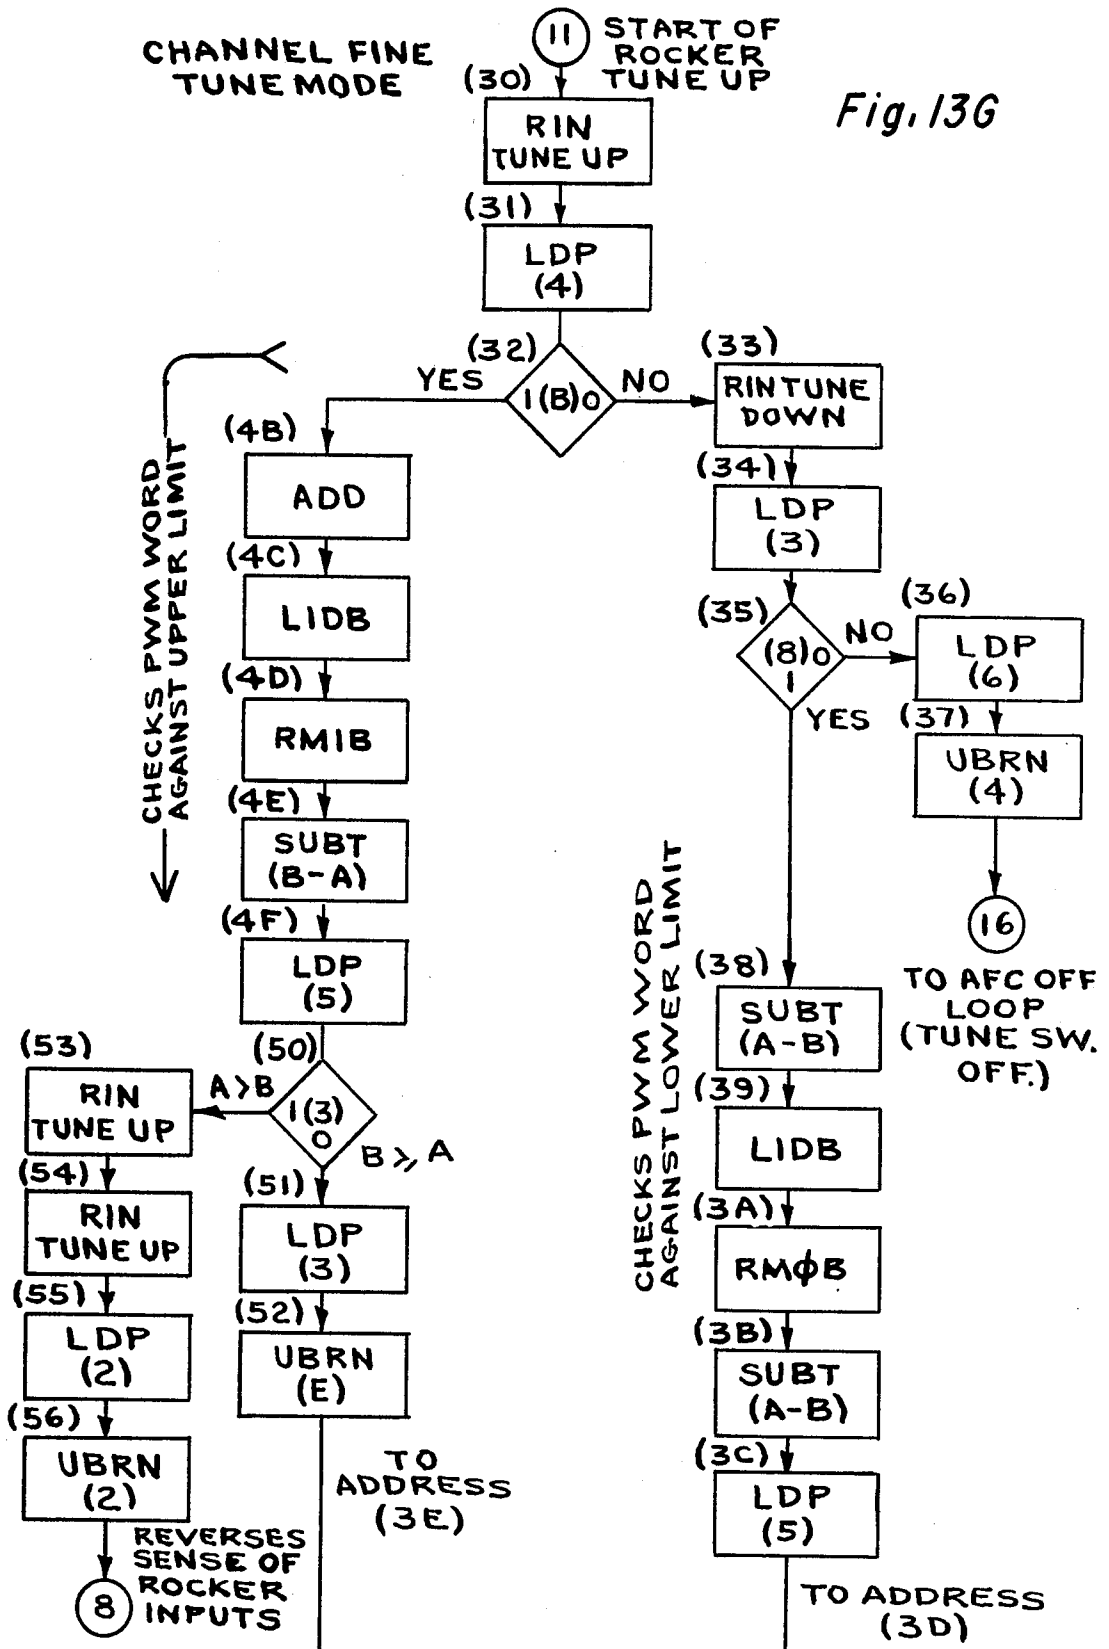 CHANNEL FINE
TUNE MODE
11
START OF
ROCKER
TUNE UP
Fig. 13G
(30)
RIN
TUNE UP
(31)
LDP
(4)
(32)
1(B)0
YES
NO
(33)
RIN TUNE
DOWN
(34)
LDP
(3)
(35)
(8)0
1
NO
YES
(36)
LDP
(6)
(37)
UBRN
(4)
16
TO AFC OFF
LOOP
(TUNE SW.
OFF.)
CHECKS PWM WORD
AGAINST UPPER LIMIT
(4B)
ADD
(4C)
LIDB
(4D)
RMIB
(4E)
SUBT
(B-A)
(4F)
LDP
(5)
(50)
1(3)
0
A>B
B⩾A
(53)
RIN
TUNE UP
(54)
RIN
TUNE UP
(55)
LDP
(2)
(56)
UBRN
(2)
8
REVERSES
SENSE OF
ROCKER
INPUTS
(51)
LDP
(3)
(52)
UBRN
(E)
TO
ADDRESS
(3E)
CHECKS PWM WORD
AGAINST LOWER LIMIT
(38)
SUBT
(A-B)
(39)
LIDB
(3A)
RMϕB
(3B)
SUBT
(A-B)
(3C)
LDP
(5)
TO ADDRESS
(3D)